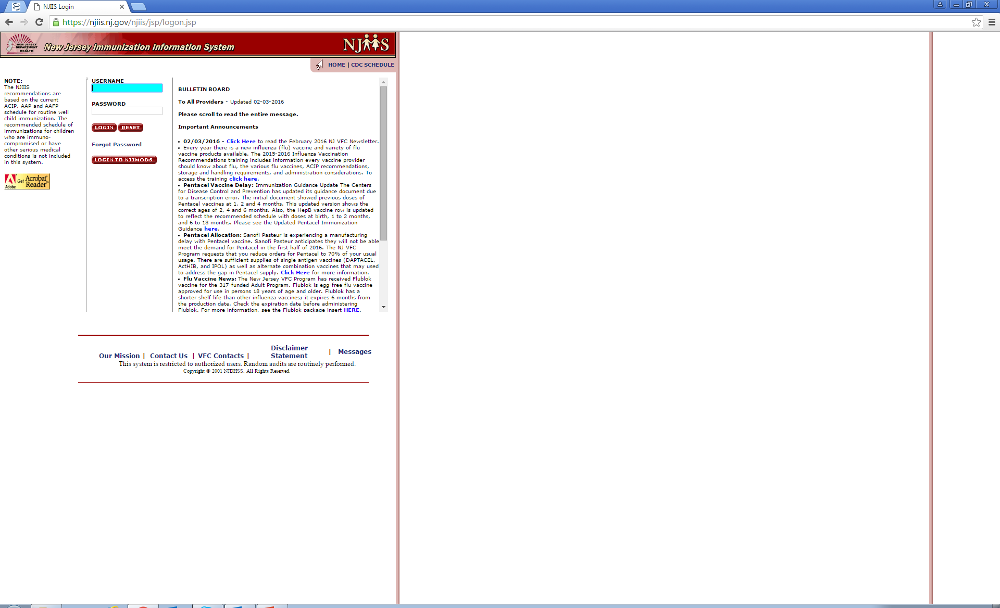 NJIIS Login
https://njiis.nj.gov/njiis/jsp/logon.jsp
NEW JERSEY
DEPARTMENT
OF
HEALTH
New Jersey Immunization Information System
NJIIS
HOME | CDC SCHEDULE
NOTE:
The NJIIS
recommendations are
based on the current
ACIP, AAP and AAFP
schedule for routine well
child immunization. The
recommended schedule of
immunizations for children
who are immuno-
compromised or have
other serious medical
conditions is not included
in this system.
Adobe Get Acrobat
Reader
USERNAME
PASSWORD
LOGIN RESET
Forgot Password
LOGIN TO NJIMODS
BULLETIN BOARD
To All Providers - Updated 02-03-2016
Please scroll to read the entire message.
Important Announcements
• 02/03/2016 - Click Here to read the February 2016 NJ VFC Newsletter.
• Every year there is a new influenza (flu) vaccine and variety of flu
vaccine products available. The 2015-2016 Influenza Vaccination
Recommendations training includes information every vaccine provider
should know about flu, the various flu vaccines, ACIP recommendations,
storage and handling requirements, and administration considerations. To
access the training click here.
• Pentacel Vaccine Delay: Immunization Guidance Update The Centers
for Disease Control and Prevention has updated its guidance document due
to a transcription error. The initial document showed previous doses of
Pentacel vaccines at 1, 2 and 4 months. This updated version shows the
correct ages of 2, 4 and 6 months. Also, the HepB vaccine row is updated
to reflect the recommended schedule with doses at birth, 1 to 2 months,
and 6 to 18 months. Please see the Updated Pentacel Immunization
Guidance here.
• Pentacel Allocation: Sanofi Pasteur is experiencing a manufacturing
delay with Pentacel vaccine. Sanofi Pasteur anticipates they will not be able
meet the demand for Pentacel in the first half of 2016. The NJ VFC
Program requests that you reduce orders for Pentacel to 70% of your usual
usage. There are sufficient supplies of single antigen vaccines (DAPTACEL,
ActHIB, and IPOL) as well as alternate combination vaccines that may used
to address the gap in Pentacel supply. Click Here for more information.
• Flu Vaccine News: The New Jersey VFC Program has received Flublok
vaccine for the 317-funded Adult Program. Flublok is egg-free flu vaccine
approved for use in persons 18 years of age and older. Flublok has a
shorter shelf life than other influenza vaccines; it expires 6 months from
the production date. Check the expiration date before administering
Flublok. For more information, see the Flublok package insert HERE.
Our Mission | Contact Us | VFC Contacts | Disclaimer Statement | Messages
This system is restricted to authorized users. Random audits are routinely performed.
Copyright © 2001 NJDHSS. All Rights Reserved.